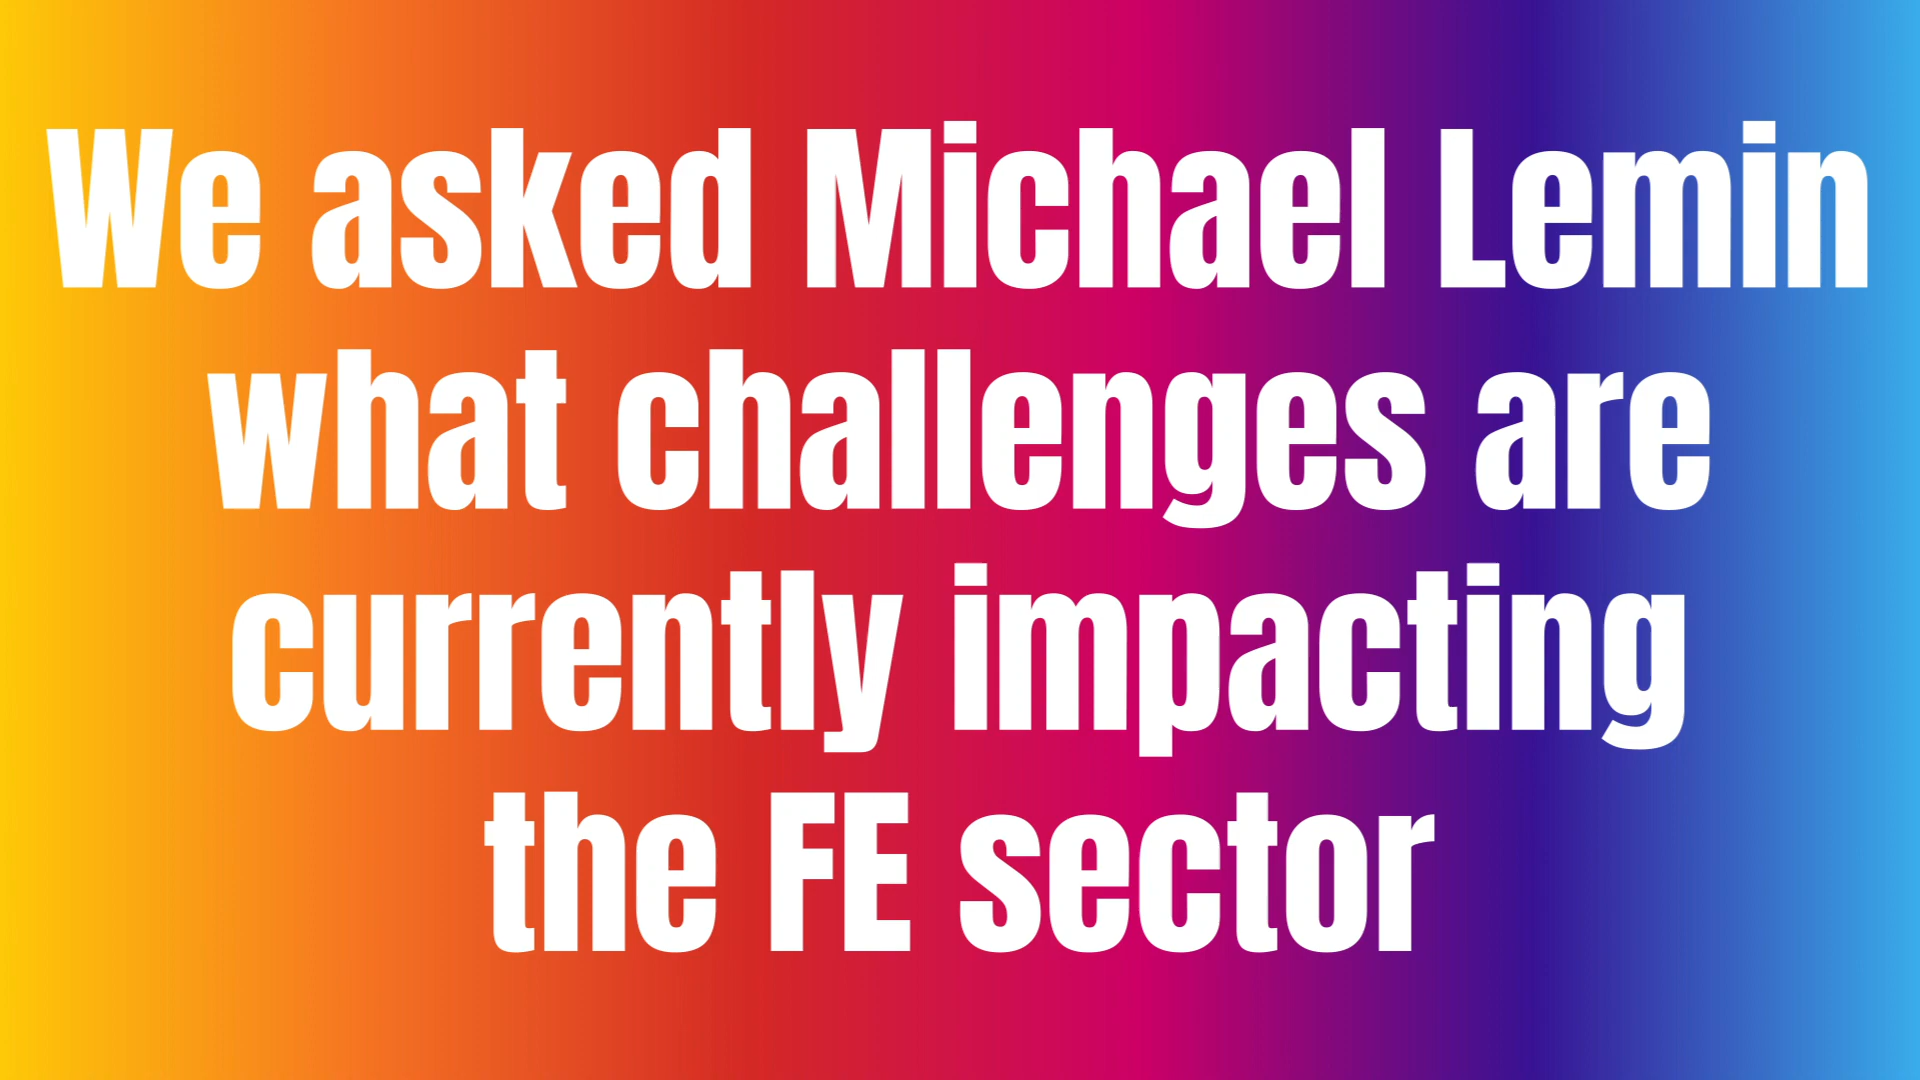 We asked Michael Lemin
what challenges are
currently impacting
the FE sector